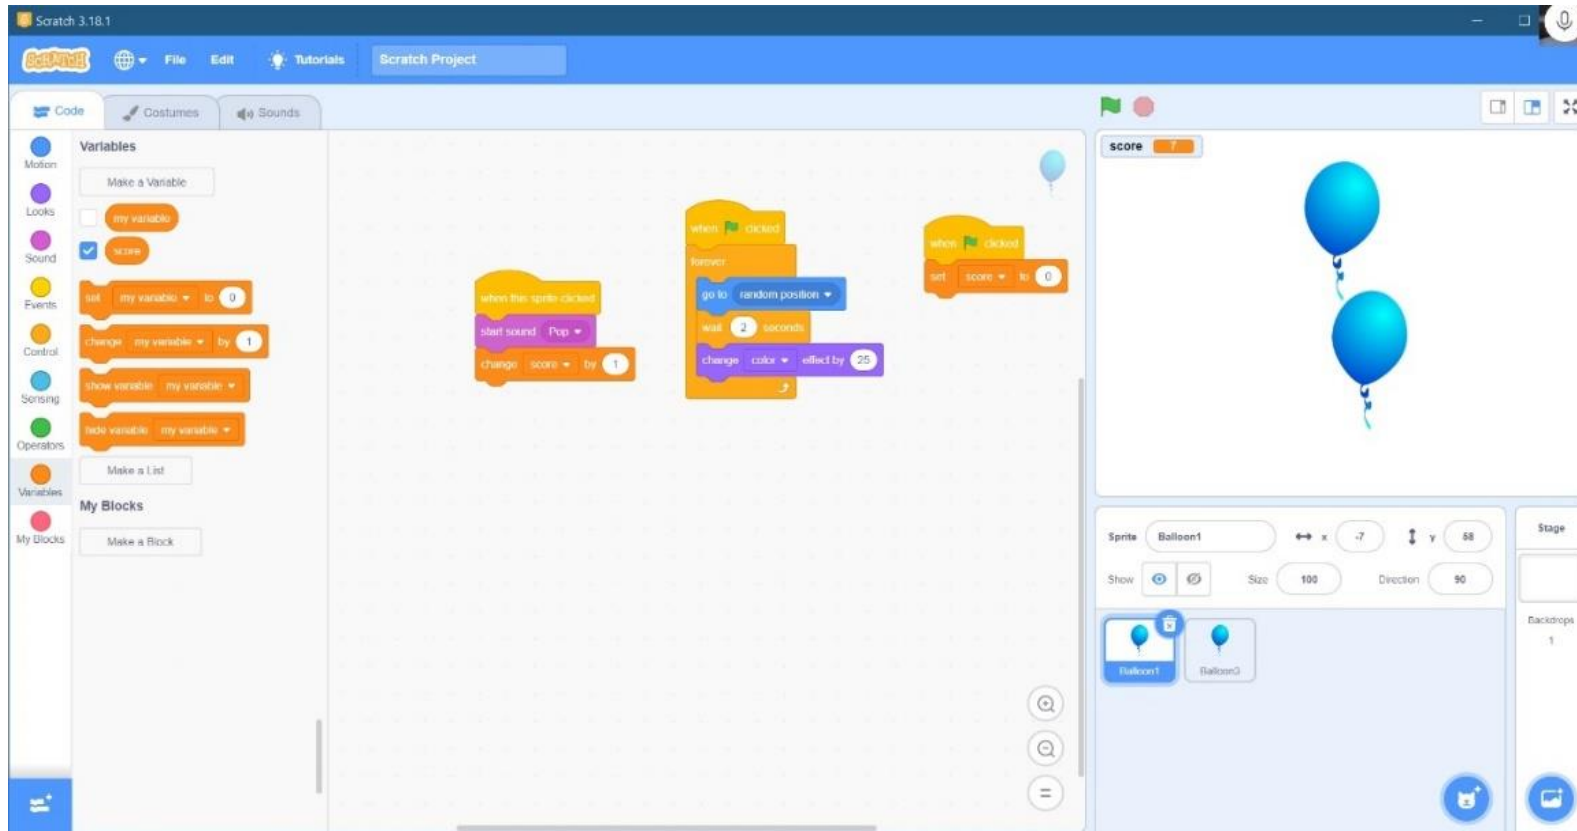 Scratch 3.18.1
SCRATCH File Edit Tutorials Scratch Project
Code Costumes Sounds
Motion
Looks
Sound
Events
Control
Sensing
Operators
Variables
My Blocks
Variables
Make a Variable
my variable
score
set my variable to 0
change my variable by 1
show variable my variable
hide variable my variable
Make a List
My Blocks
Make a Block
when this sprite clicked
start sound Pop
change score by 1
when clicked
forever
go to random position
wait 2 seconds
change color effect by 25
when clicked
set score to 0
score 7
Sprite Balloon1 x -7 y 58
Show Size 100 Direction 90
Balloon1 Balloon3
Stage
Backdrops
1